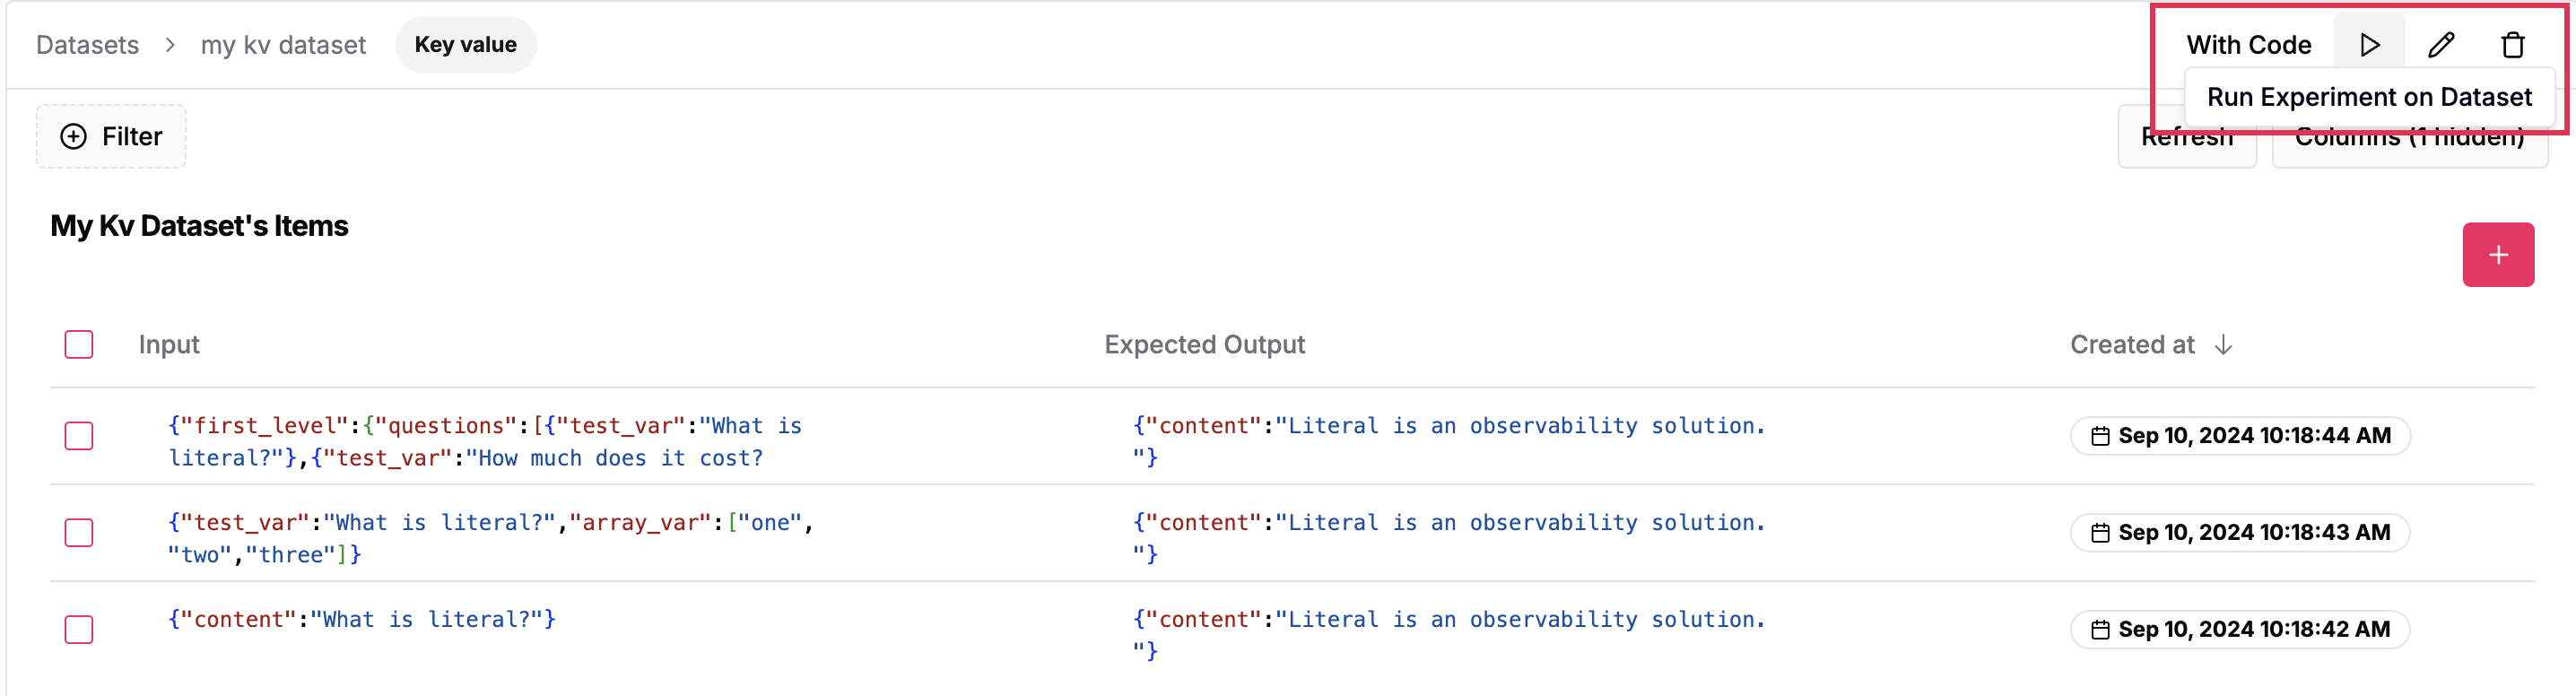 Datasets > my kv dataset Key value With Code
Run Experiment on Dataset
Filter Refresh Columns (1 hidden)
My Kv Dataset's Items
+
Input Expected Output Created at ↓
{"first_level":{"questions":[{"test_var":"What is
literal?"},{"test_var":"How much does it cost?
{"content":"Literal is an observability solution.
"}
Sep 10, 2024 10:18:44 AM
{"test_var":"What is literal?","array_var":["one",
"two","three"]}
{"content":"Literal is an observability solution.
"}
Sep 10, 2024 10:18:43 AM
{"content":"What is literal?"}
{"content":"Literal is an observability solution.
"}
Sep 10, 2024 10:18:42 AM